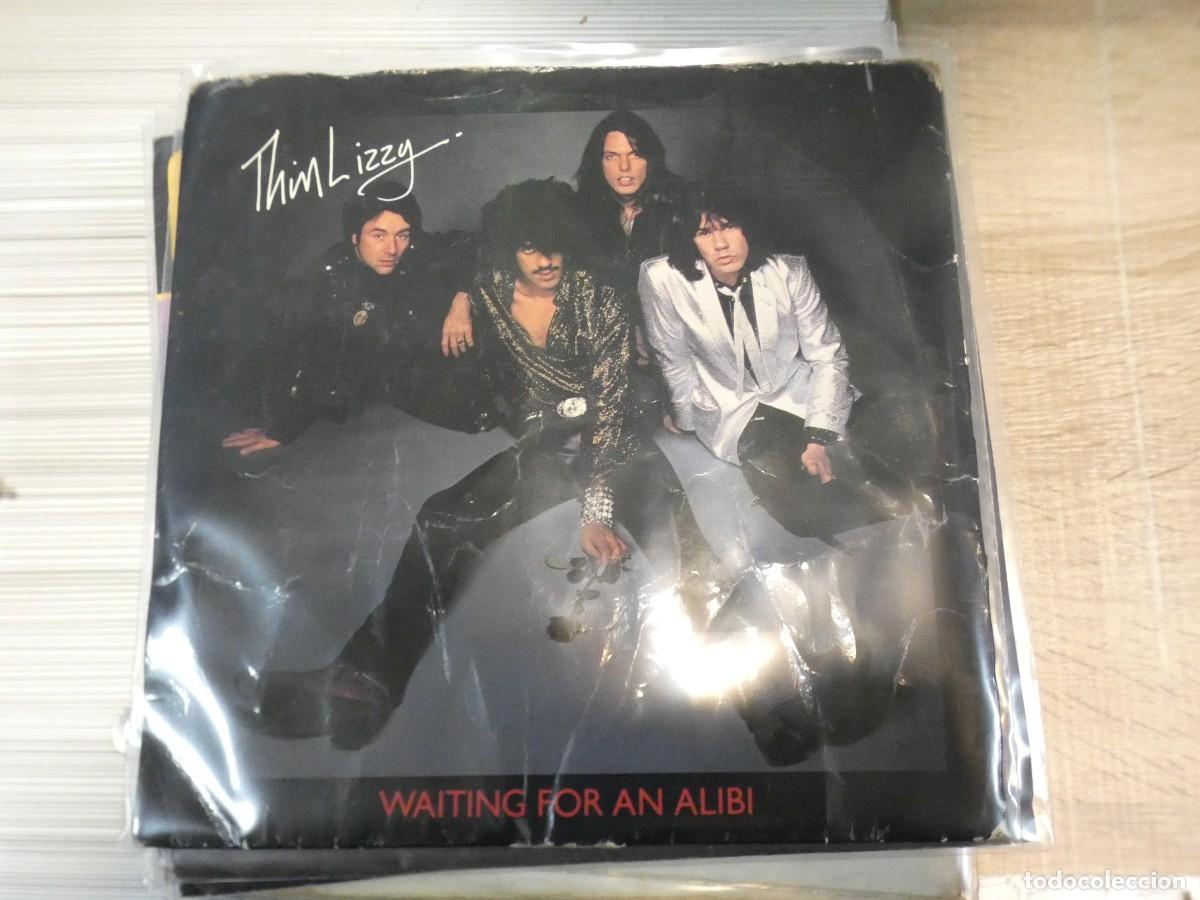 Thin Lizzy
WAITING FOR AN ALIBI
todocoleccion